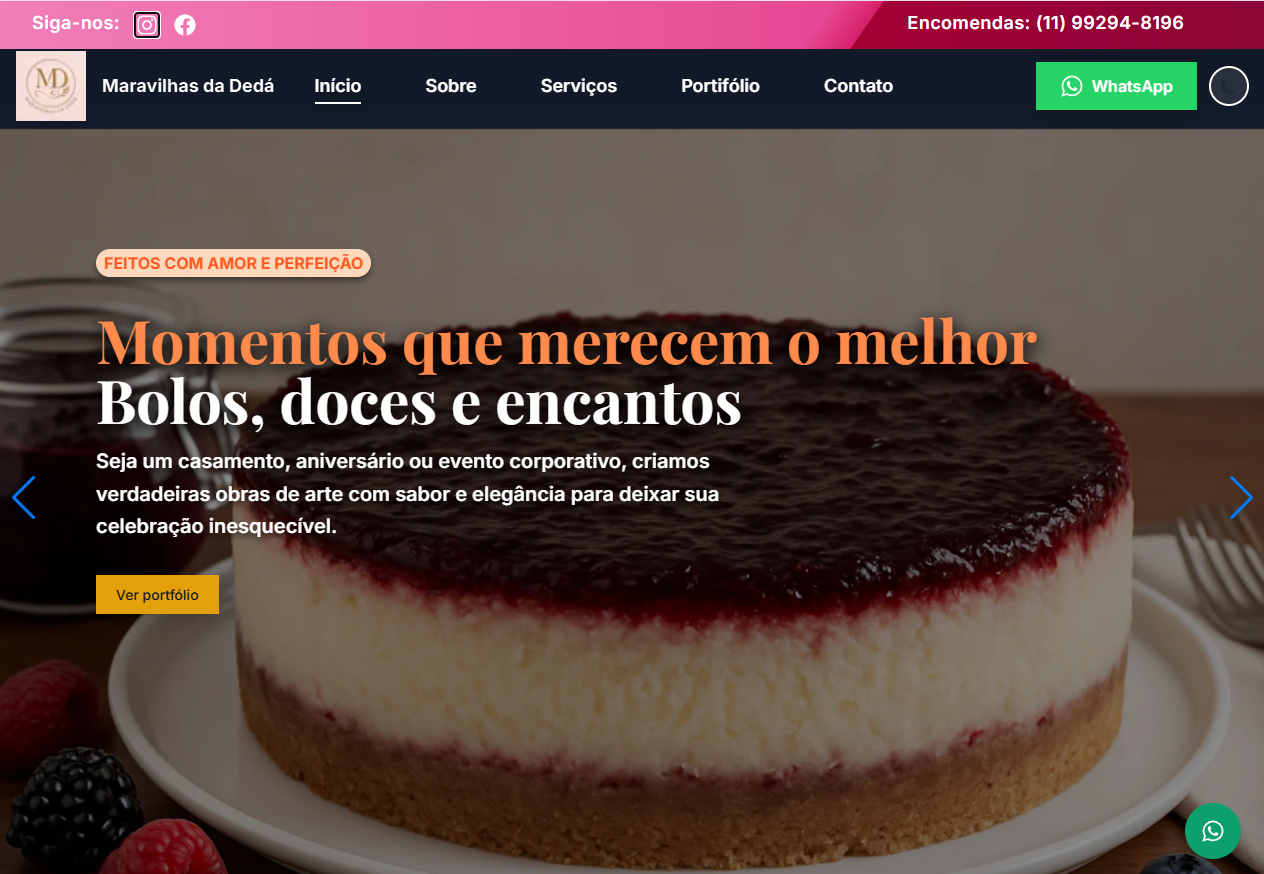 Siga-nos:
Encomendas: (11) 99294-8196
MD
Maravilhas da Dedá
Início
Sobre
Serviços
Portifólio
Contato
WhatsApp
FEITOS COM AMOR E PERFEIÇÃO
Momentos que merecem o melhor
Bolos, doces e encantos
Seja um casamento, aniversário ou evento corporativo, criamos
verdadeiras obras de arte com sabor e elegância para deixar sua
celebração inesquecível.
Ver portfólio